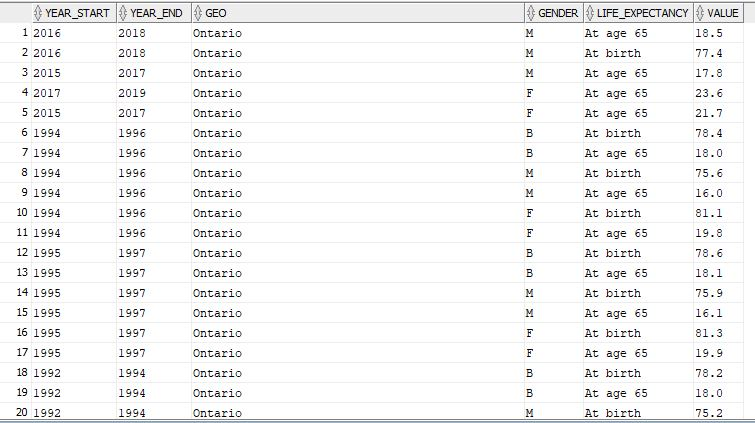 YEAR_START YEAR_END GEO GENDER LIFE_EXPECTANCY VALUE
1 2016 2018 Ontario M At age 65 18.5
2 2016 2018 Ontario M At birth 77.4
3 2015 2017 Ontario M At age 65 17.8
4 2017 2019 Ontario F At age 65 23.6
5 2015 2017 Ontario F At age 65 21.7
6 1994 1996 Ontario B At birth 78.4
7 1994 1996 Ontario B At age 65 18.0
8 1994 1996 Ontario M At birth 75.6
9 1994 1996 Ontario M At age 65 16.0
10 1994 1996 Ontario F At birth 81.1
11 1994 1996 Ontario F At age 65 19.8
12 1995 1997 Ontario B At birth 78.6
13 1995 1997 Ontario B At age 65 18.1
14 1995 1997 Ontario M At birth 75.9
15 1995 1997 Ontario M At age 65 16.1
16 1995 1997 Ontario F At birth 81.3
17 1995 1997 Ontario F At age 65 19.9
18 1992 1994 Ontario B At birth 78.2
19 1992 1994 Ontario B At age 65 18.0
20 1992 1994 Ontario M At birth 75.2